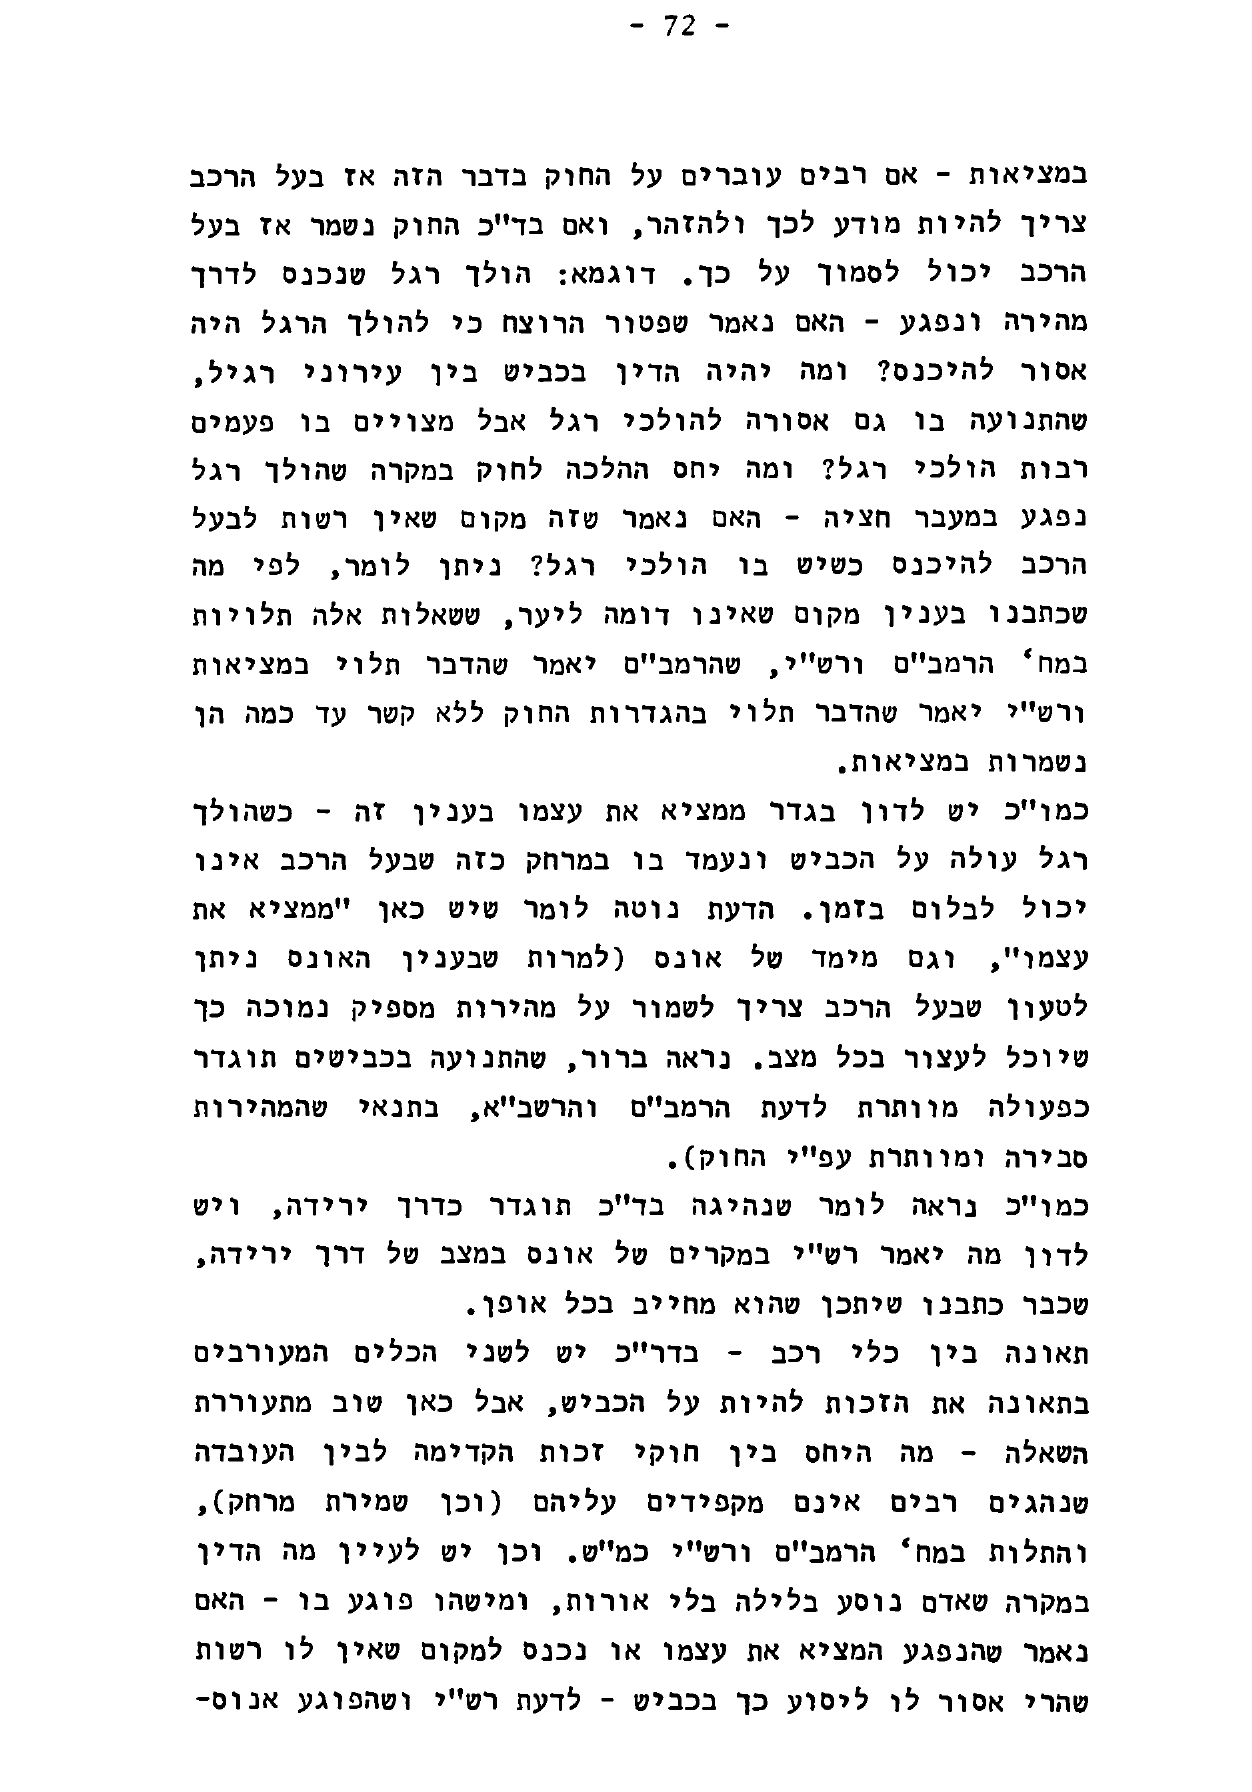 - 72 -
במציאות - אם רבים עוברים על החוק בדבר הזה אז בעל הרכב
צריך להיות מודע לכך ולהזהר, ואם בד"כ החוק נשמר אז בעל
הרכב יכול לסמוך על כך. דוגמא: הולך רגל שנכנס לדרך
מהירה ונפגע - האם נאמר שפטור הרוצח כי להולך הרגל היה
אסור להיכנס? ומה יהיה הדין בכביש בין עירוני רגיל,
שהתנועה בו גם אסורה להולכי רגל אבל מצויים בו פעמים
רבות הולכי רגל? ומה יחס ההלכה לחוק במקרה שהולך רגל
נפגע במעבר חציה - האם נאמר שזה מקום שאין רשות לבעל
הרכב להיכנס כשיש בו הולכי רגל? ניתן לומר, לפי מה
שכתבנו בענין מקום שאינו דומה ליער, ששאלות אלה תלויות
במח' הרמב"ם ורש"י, שהרמב"ם יאמר שהדבר תלוי במציאות
ורש"י יאמר שהדבר תלוי בהגדרות החוק ללא קשר עד כמה הן
נשמרות במציאות.
כמו"כ יש לדון בגדר ממציא את עצמו בענין זה - כשהולך
רגל עולה על הכביש ונעמד בו במרחק כזה שבעל הרכב אינו
יכול לבלום בזמן. הדעת נוטה לומר שיש כאן "ממציא את
עצמו", וגם מימד של אונס (למרות שבענין האונס ניתן
לטעון שבעל הרכב צריך לשמור על מהירות מספיק נמוכה כך
שיוכל לעצור בכל מצב. נראה ברור, שהתנועה בכבישים תוגדר
כפעולה מוותרת לדעת הרמב"ם והרשב"א, בתנאי שהמהירות
סבירה ומוותרת עפ"י החוק).
כמו"כ נראה לומר שנהיגה בד"כ תוגדר כדרך ירידה, ויש
לדון מה יאמר רש"י במקרים של אונס במצב של דרך ירידה,
שכבר כתבנו שיתכן שהוא מחייב בכל אופן.
תאונה בין כלי רכב - בדר"כ יש לשני הכלים המעורבים
בתאונה את הזכות להיות על הכביש, אבל כאן שוב מתעוררת
השאלה - מה היחס בין חוקי זכות הקדימה לבין העובדה
שנהגים רבים אינם מקפידים עליהם (וכן שמירת מרחק),
והתלות במח' הרמב"ם ורש"י כמ"ש. וכן יש לעיין מה הדין
במקרה שאדם נוסע בלילה בלי אורות, ומישהו פוגע בו - האם
נאמר שהנפגע המציא את עצמו או נכנס למקום שאין לו רשות
שהרי אסור לו ליסוע כך בכביש - לדעת רש"י ושהפוגע אנוס-